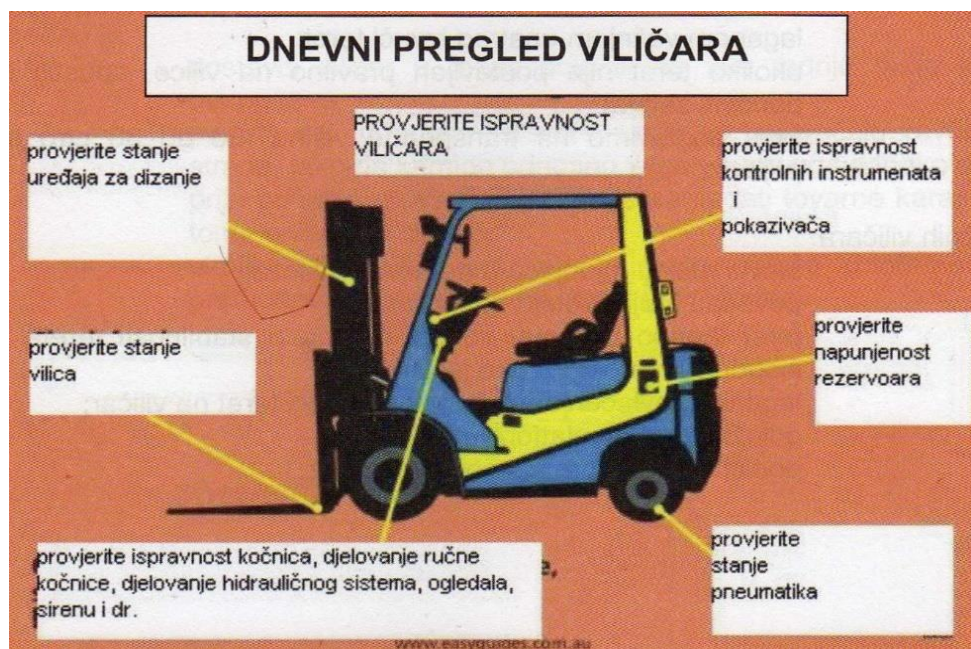 DNEVNI PREGLED VILIČARA
PROVJERITE ISPRAVNOST
VILIČARA
provjerite stanje
uređaja za dizanje
provjerite ispravnost
kontrolnih instrumenata
i
pokazivača
provjerite stanje
vilica
provjerite
napunjenost
rezervoara
provjerite ispravnost kočnica, djelovanje ručne
kočnice, djelovanje hidrauličnog sistema, ogledala,
sirenu i dr.
provjerite
stanje
pneumatika
www.easyguides.com.au